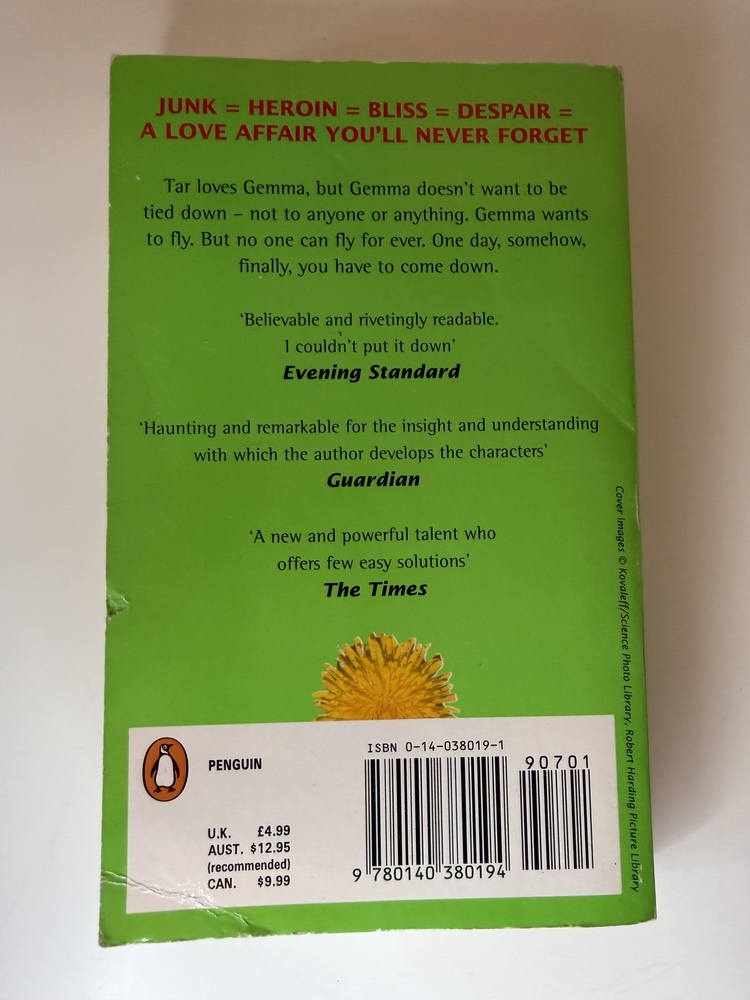 JUNK = HEROIN = BLISS = DESPAIR =
A LOVE AFFAIR YOU'LL NEVER FORGET
Tar loves Gemma, but Gemma doesn't want to be
tied down – not to anyone or anything. Gemma wants
to fly. But no one can fly for ever. One day, somehow,
finally, you have to come down.
'Believable and rivetingly readable.
I couldn't put it down'
Evening Standard
'Haunting and remarkable for the insight and understanding
with which the author develops the characters'
Guardian
'A new and powerful talent who
offers few easy solutions'
The Times
Cover images © Kovaleff/Science Photo Library, Robert Harding Picture Library
PENGUIN
U.K. £4.99
AUST. $12.95
(recommended)
CAN. $9.99
ISBN 0-14-038019-1
90701
9 780140 380194